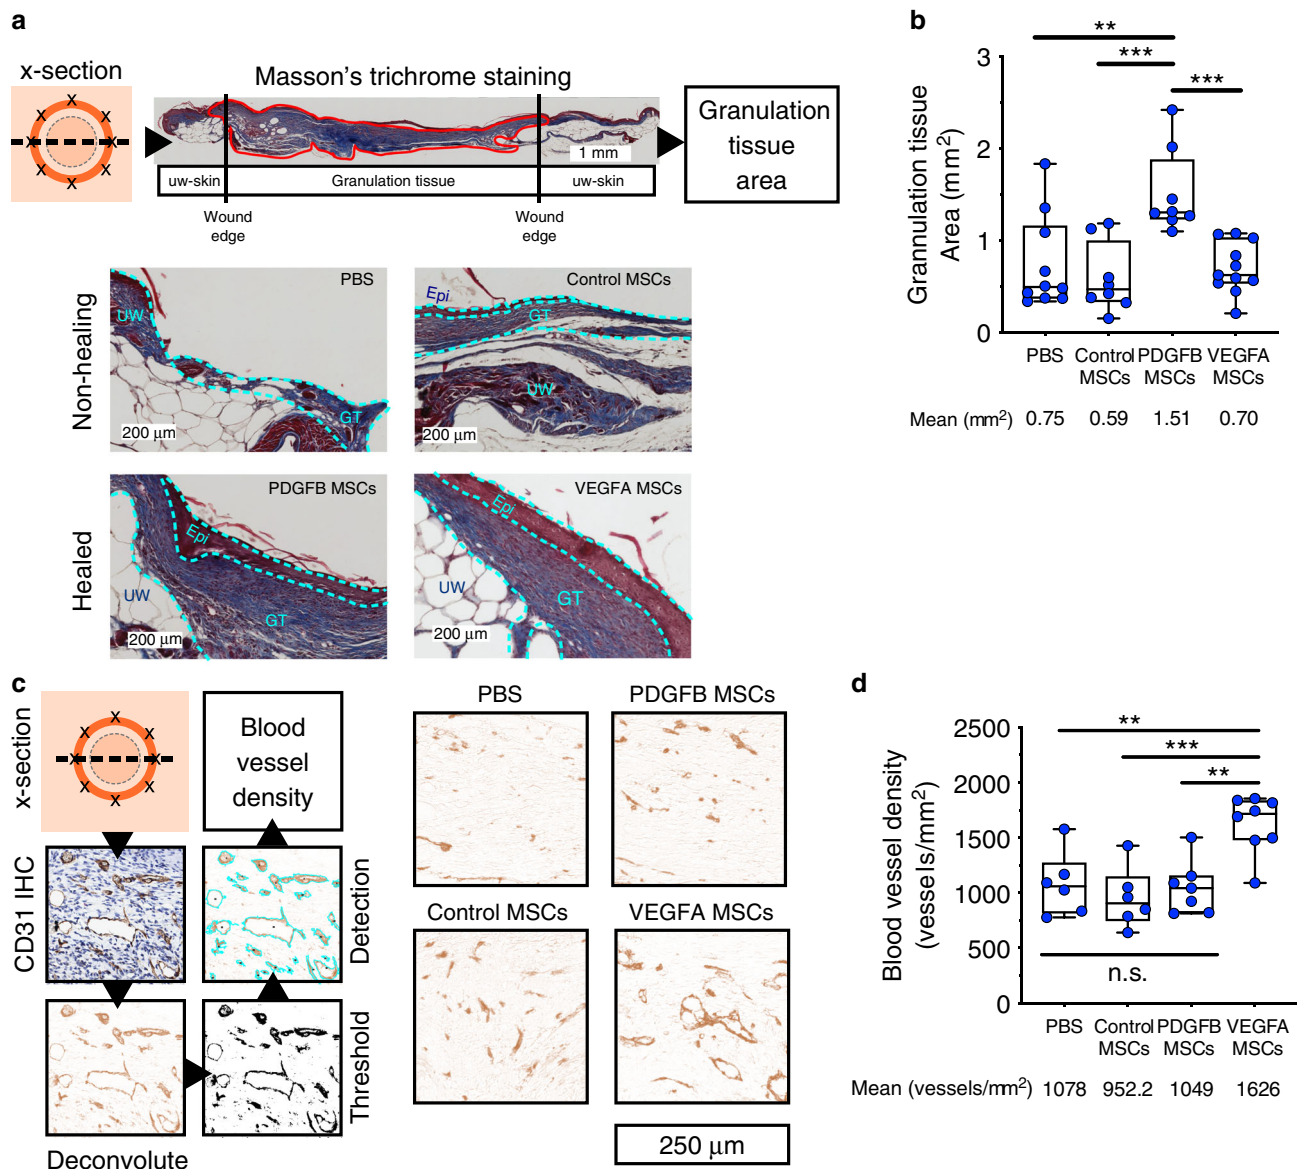 a
x-section
x
x
x
x
x
x
x
x
Masson's trichrome staining
1 mm
uw-skin
Granulation tissue
uw-skin
Wound
edge
Wound
edge
Granulation
tissue
area
Non-healing
PBS
UW
GT
200 µm
Control MSCs
Epi
GT
UW
200 µm
Healed
PDGFB MSCs
Epi
UW
GT
200 µm
VEGFA MSCs
Epi
UW
GT
200 µm
b
**
***
***
Grannulation tissue
Area (mm²)
3
2
1
0
PBS
Control
MSCs
PDGFB
MSCs
VEGFA
MSCs
Mean (mm²) 0.75 0.59 1.51 0.70
c
x-section
x
x
x
x
x
x
x
x
Blood
vessel
density
CD31 IHC
Detection
Deconvolute
Threshold
PBS
PDGFB MSCs
Control MSCs
VEGFA MSCs
250 µm
d
**
***
**
Blood vessel density
(vessels/mm²)
2500
2000
1500
1000
500
0
n.s.
PBS
Control
MSCs
PDGFB
MSCs
VEGFA
MSCs
Mean (vessels/mm²) 1078 952.2 1049 1626